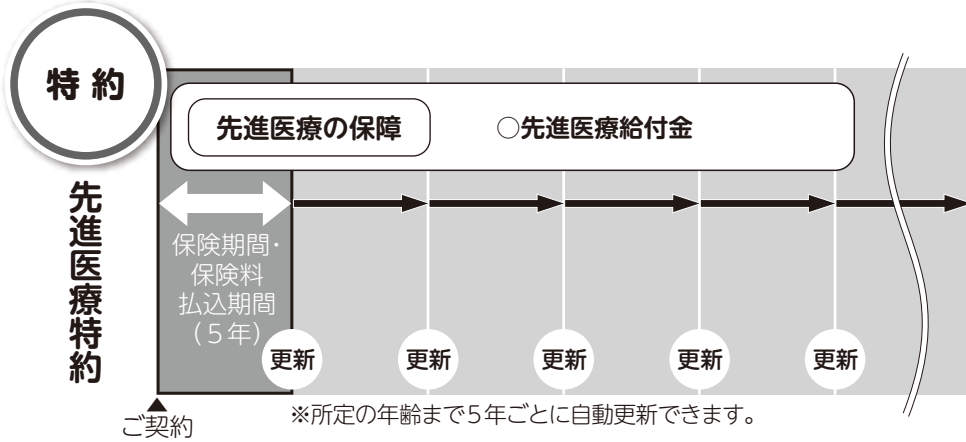 特約
先進医療特約
先進医療の保障
○先進医療給付金
保険期間・
保険料
払込期間
（５年）
更新
更新
更新
更新
更新
ご契約
※所定の年齢まで５年ごとに自動更新できます。